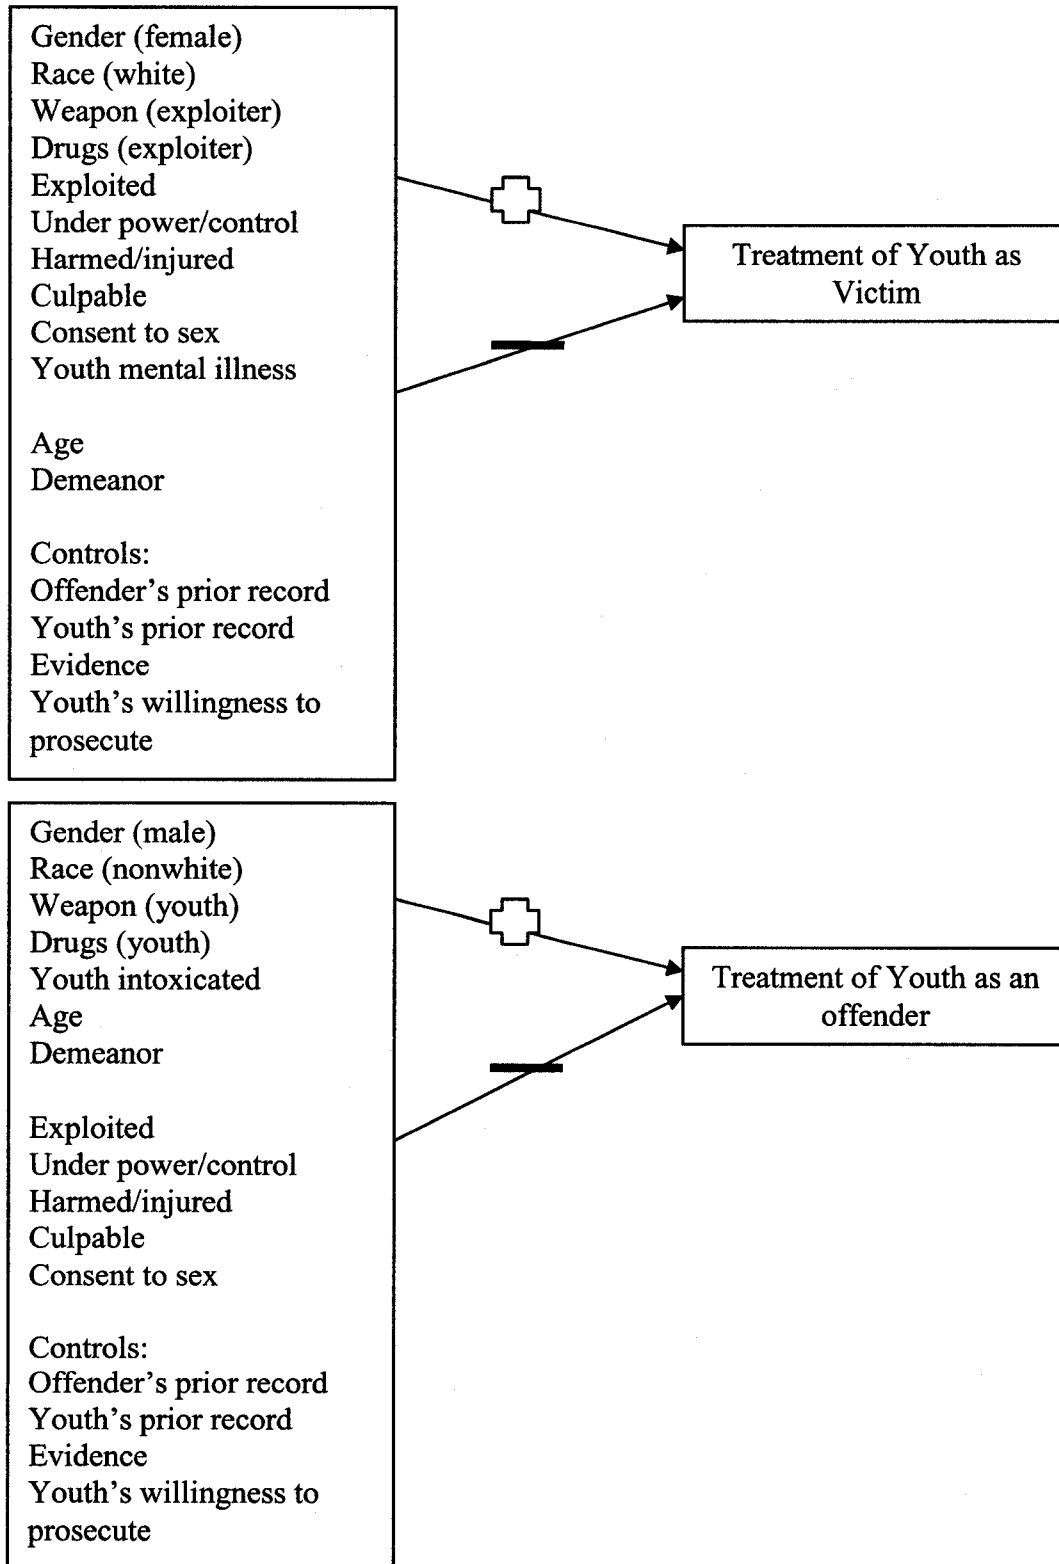 Gender (female)
Race (white)
Weapon (exploiter)
Drugs (exploiter)
Exploited
Under power/control
Harmed/injured
Culpable
Consent to sex
Youth mental illness
Age
Demeanor
Controls:
Offender's prior record
Youth's prior record
Evidence
Youth's willingness to
prosecute
Treatment of Youth as
Victim
Gender (male)
Race (nonwhite)
Weapon (youth)
Drugs (youth)
Youth intoxicated
Age
Demeanor
Exploited
Under power/control
Harmed/injured
Culpable
Consent to sex
Controls:
Offender's prior record
Youth's prior record
Evidence
Youth's willingness to
prosecute
Treatment of Youth as an
offender